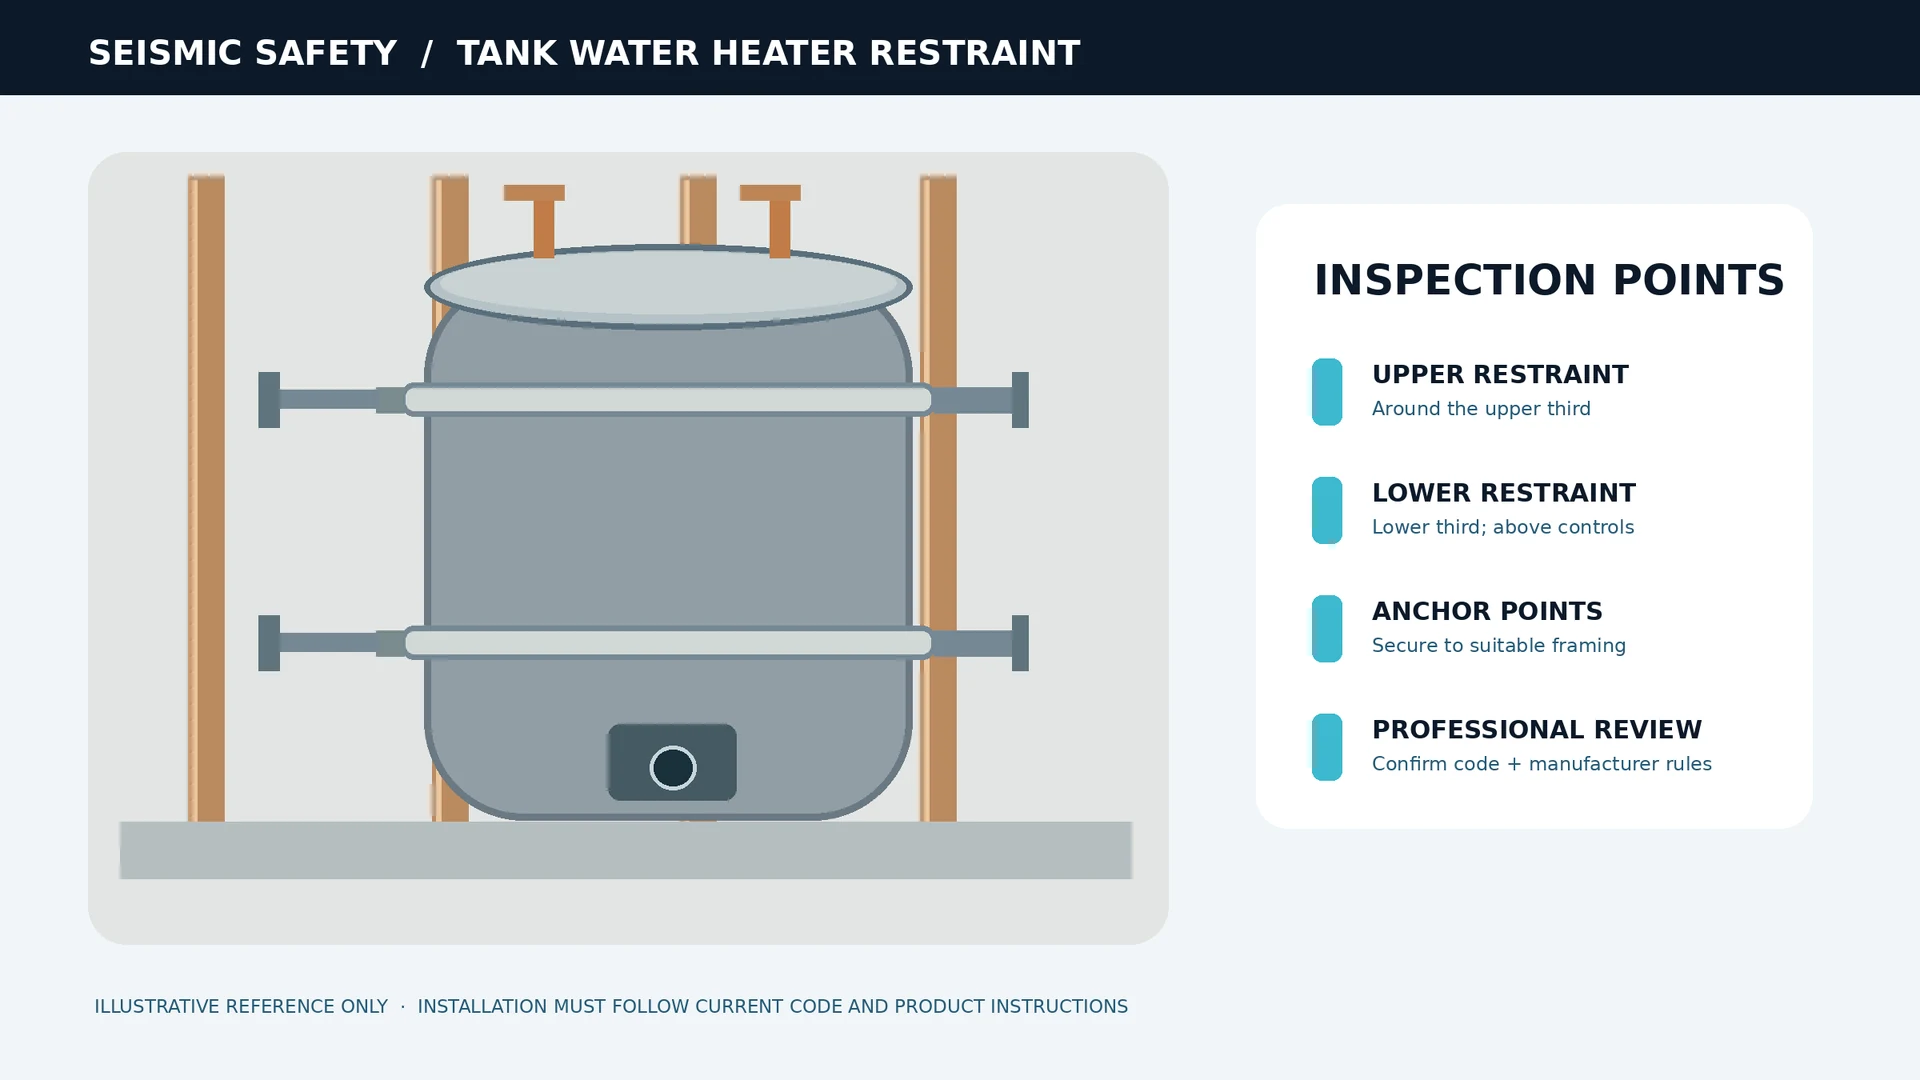 SEISMIC SAFETY / TANK WATER HEATER RESTRAINT
INSPECTION POINTS
UPPER RESTRAINT
Around the upper third
LOWER RESTRAINT
Lower third; above controls
ANCHOR POINTS
Secure to suitable framing
PROFESSIONAL REVIEW
Confirm code + manufacturer rules
ILLUSTRATIVE REFERENCE ONLY · INSTALLATION MUST FOLLOW CURRENT CODE AND PRODUCT INSTRUCTIONS